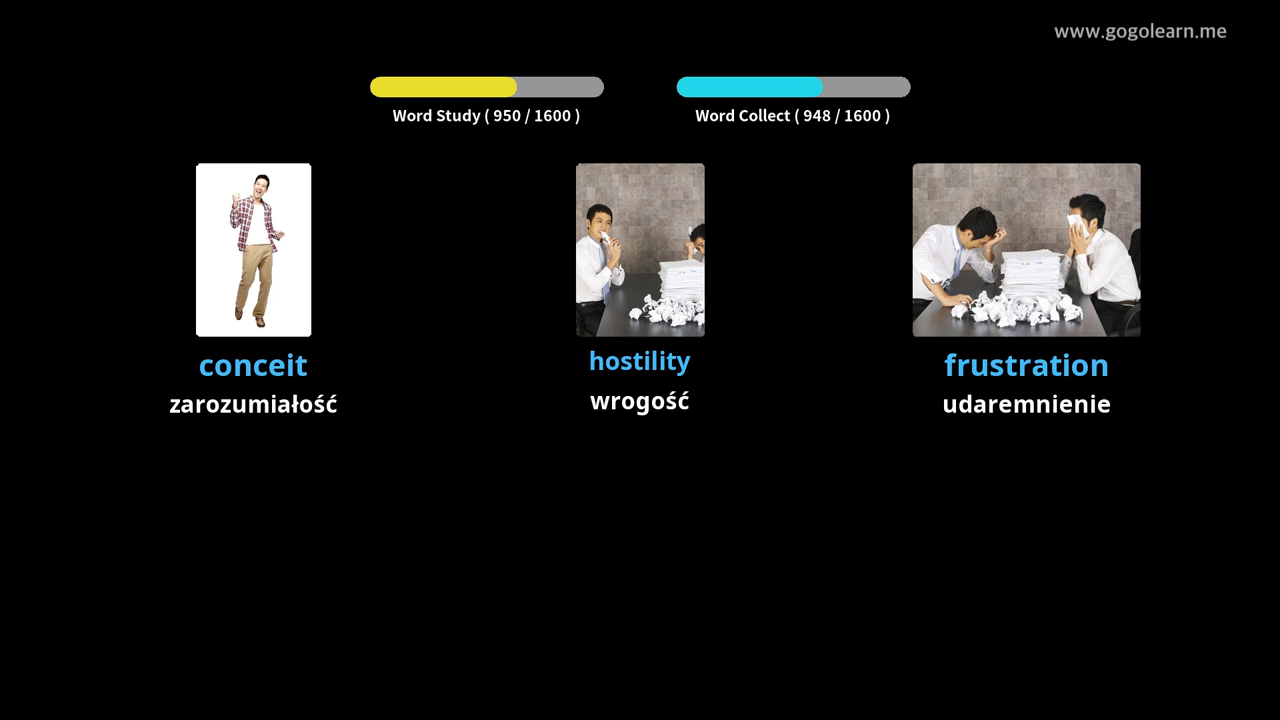 www.gogolearn.me
Word Study ( 950 / 1600 )
Word Collect ( 948 / 1600 )
conceit
zarozumiałość
hostility
wrogość
frustration
udaremnienie